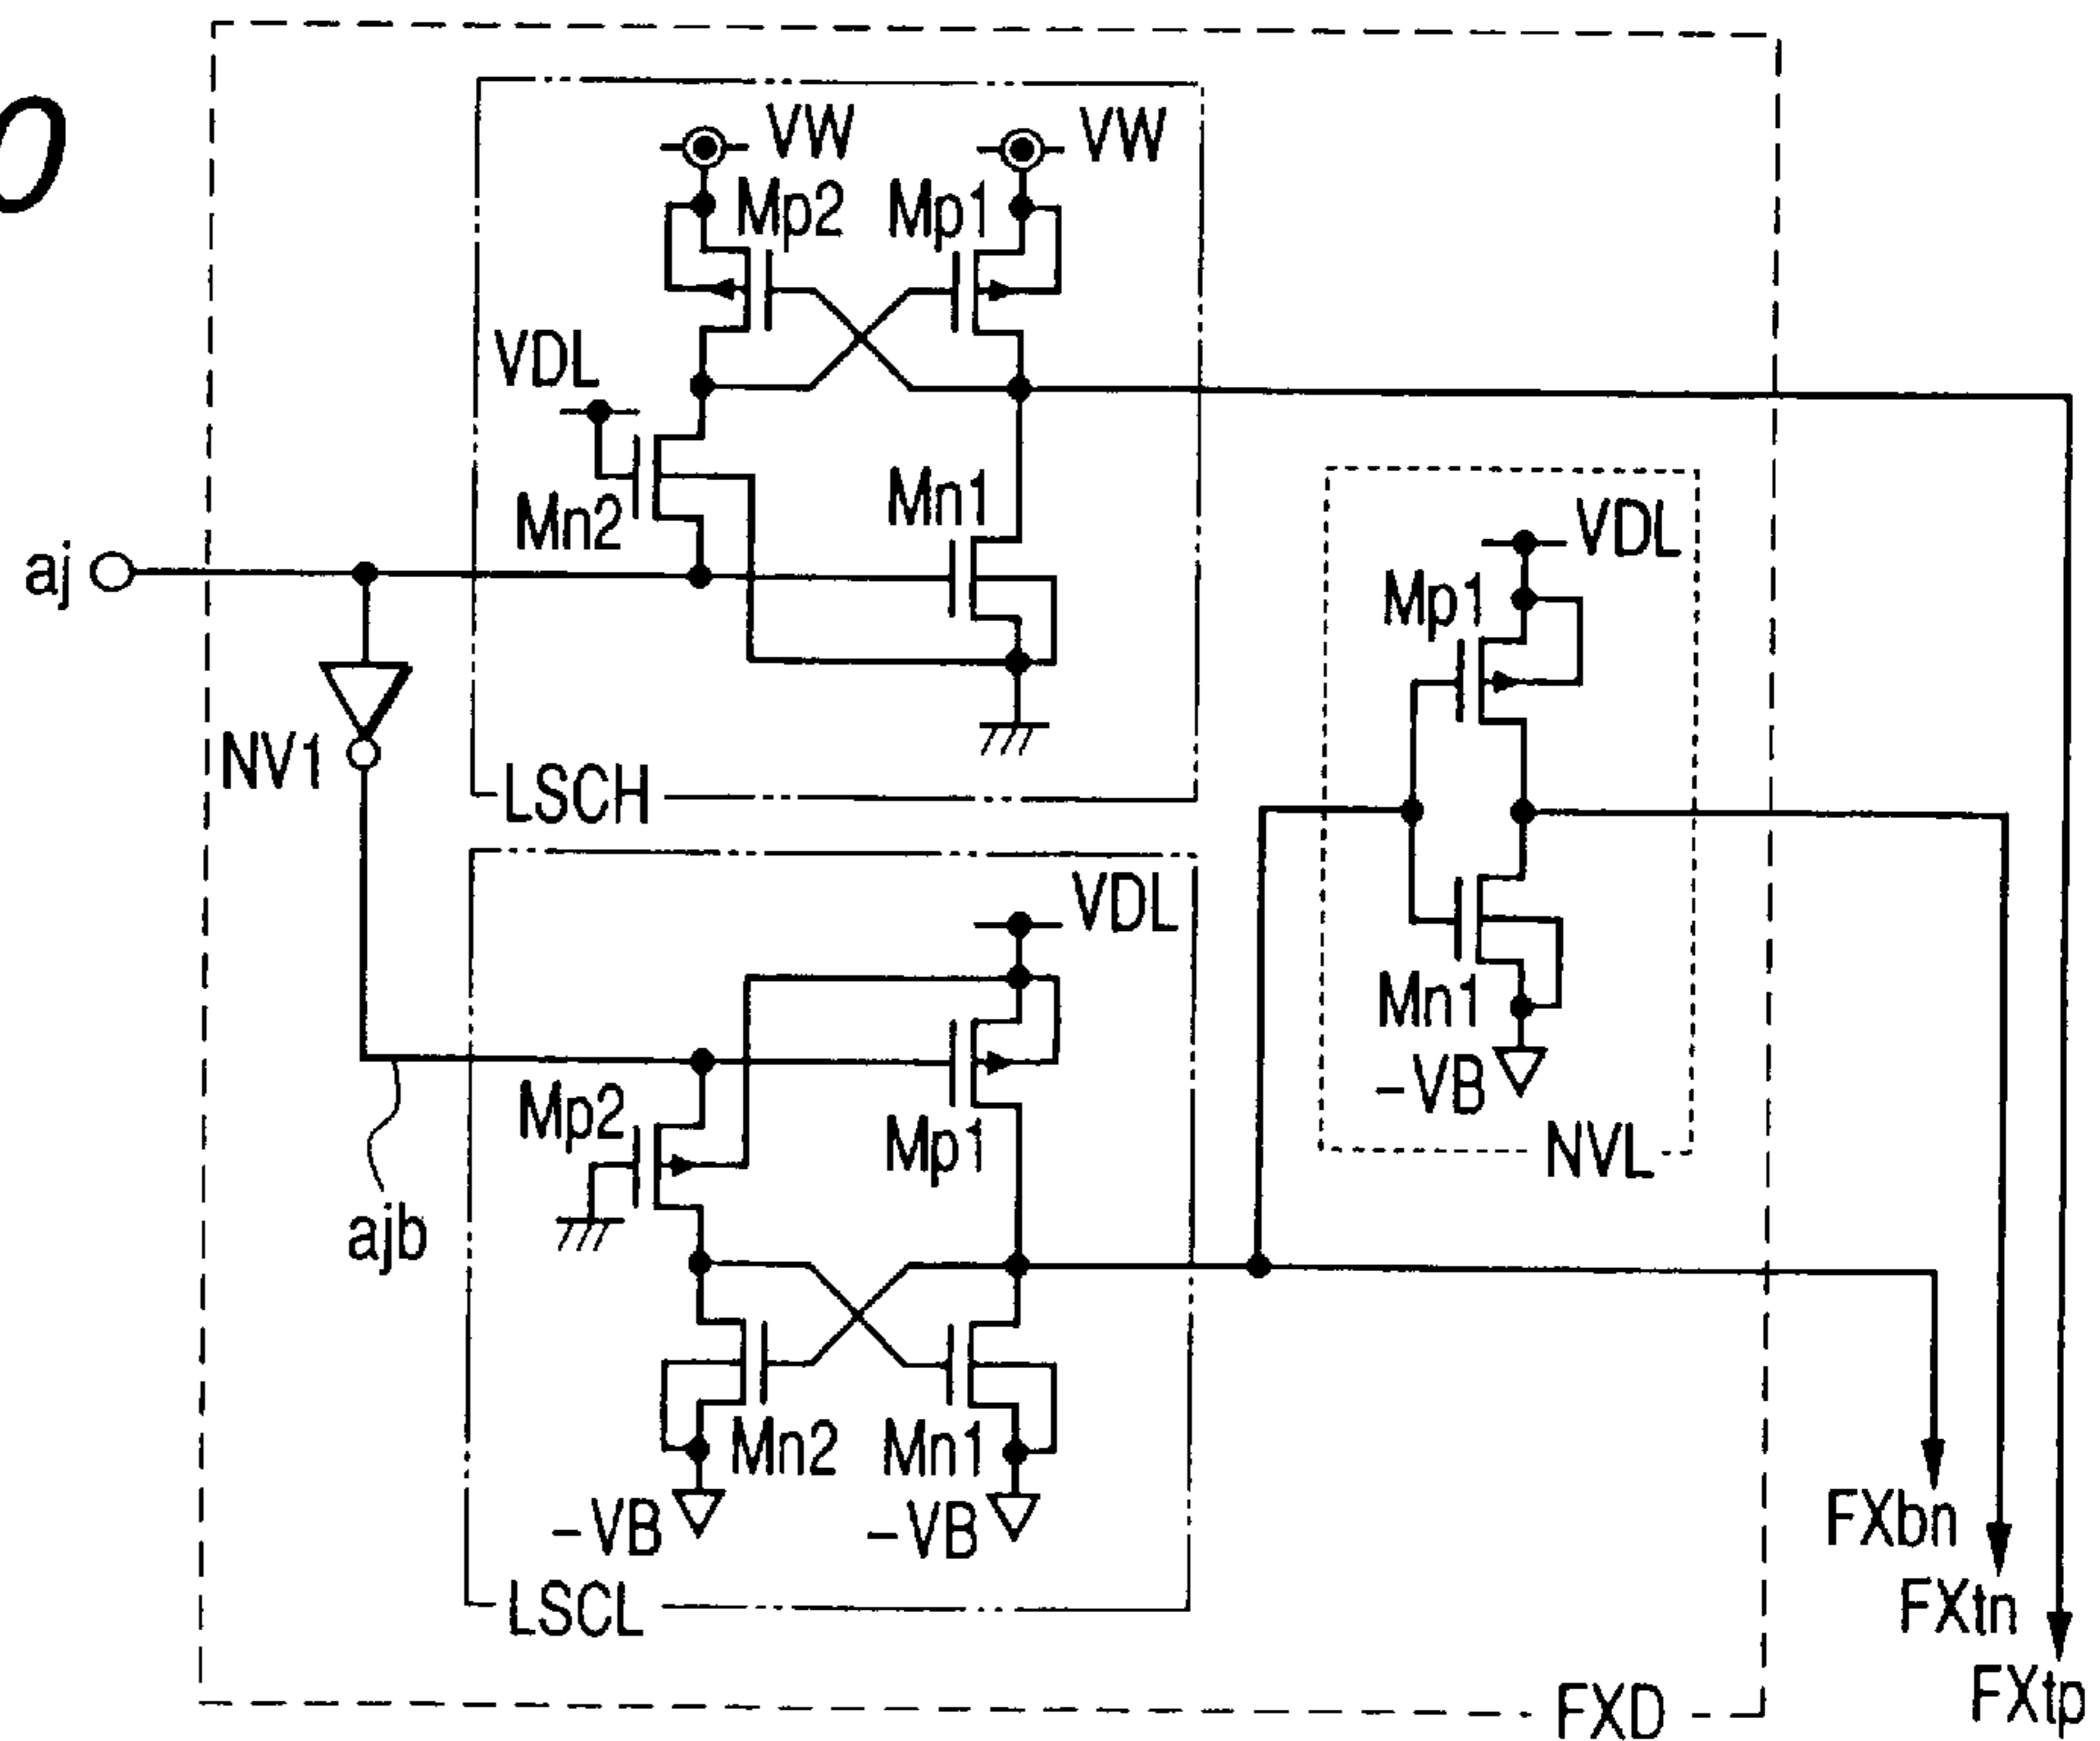 0
VW
VW
Mp2
Mp1
VDL
Mn2
Mn1
aj
NV1
LSCH
VDL
Mp1
Mn1
-VB
NVL
VDL
Mp2
Mp1
ajb
Mn2
Mn1
-VB
-VB
LSCL
FXbn
FXtn
FXtp
FXD